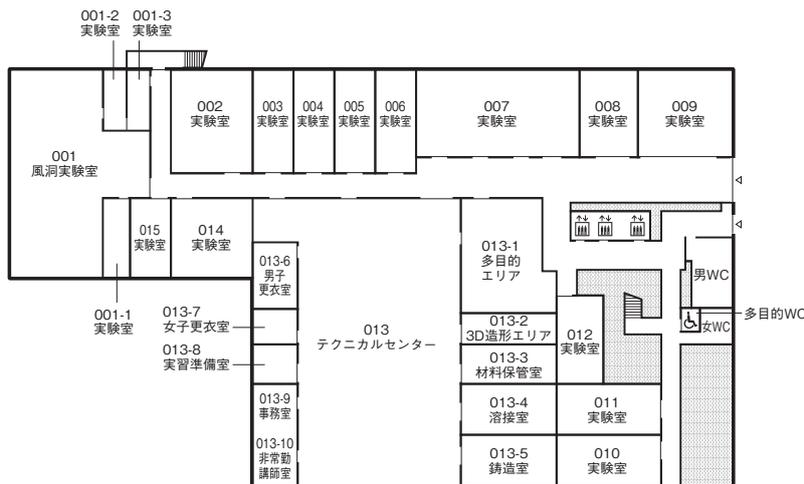 001-2
実験室
001-3
実験室
001
風洞実験室
002
実験室
003
実験室
004
実験室
005
実験室
006
実験室
007
実験室
008
実験室
009
実験室
015
実験室
014
実験室
001-1
実験室
013-6
男子
更衣室
013-7
女子更衣室
013-8
実習準備室
013-9
事務室
013-10
非常勤
講師室
013
テクニカルセンター
013-1
多目的
エリア
013-2
3D造形エリア
013-3
材料保管室
013-4
溶接室
013-5
鋳造室
012
実験室
011
実験室
010
実験室
男WC
女WC
多目的WC